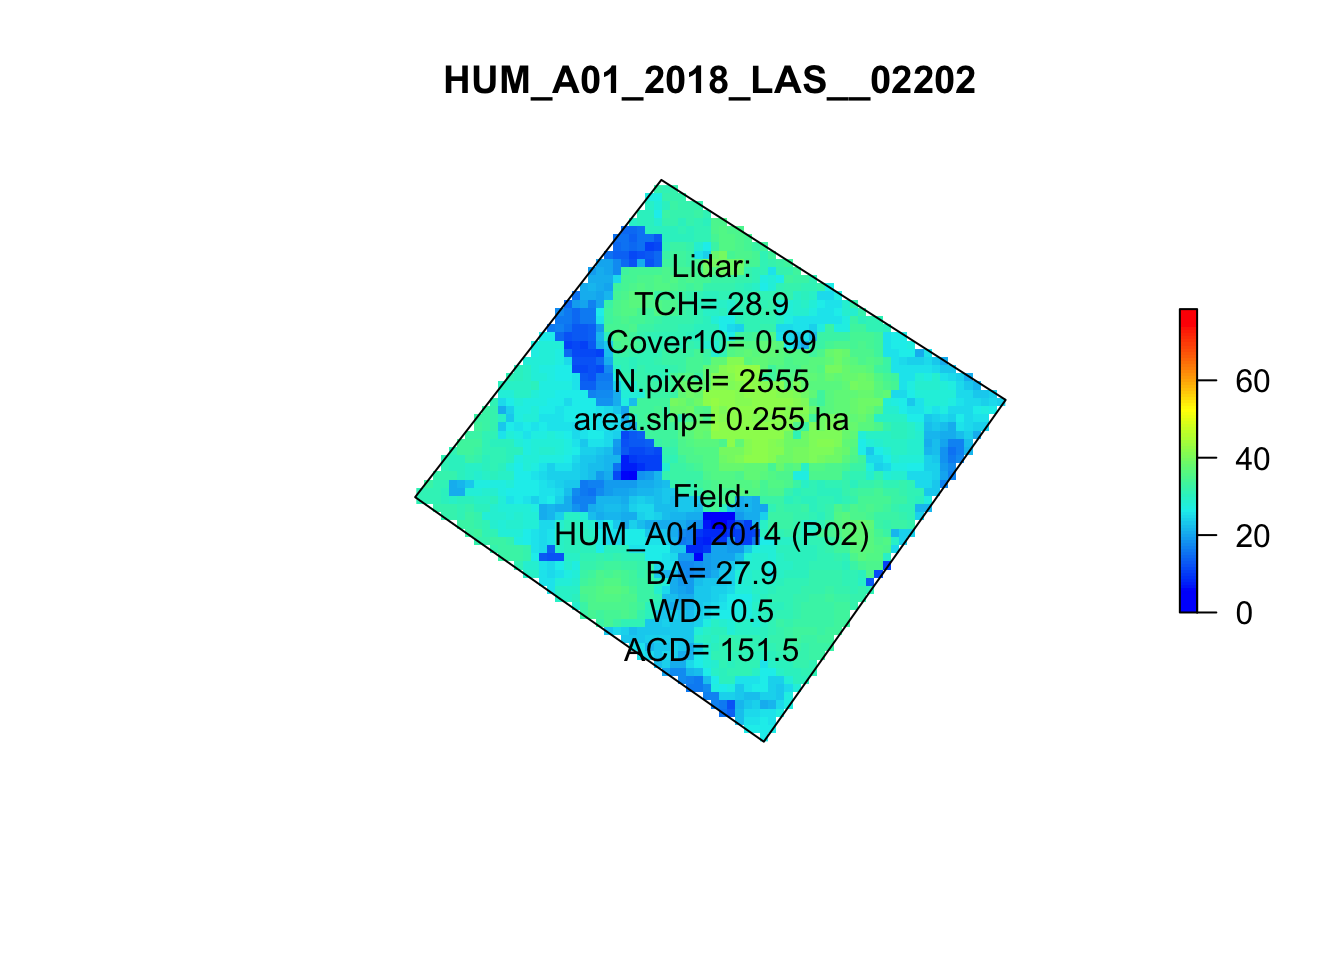 HUM_A01_2018_LAS__02202
Lidar:
TCH= 28.9
Cover10= 0.99
N.pixel= 2555
area.shp= 0.255 ha
Field:
HUM_A01 2014 (P02)
BA= 27.9
WD= 0.5
ACD= 151.5
60
40
20
0